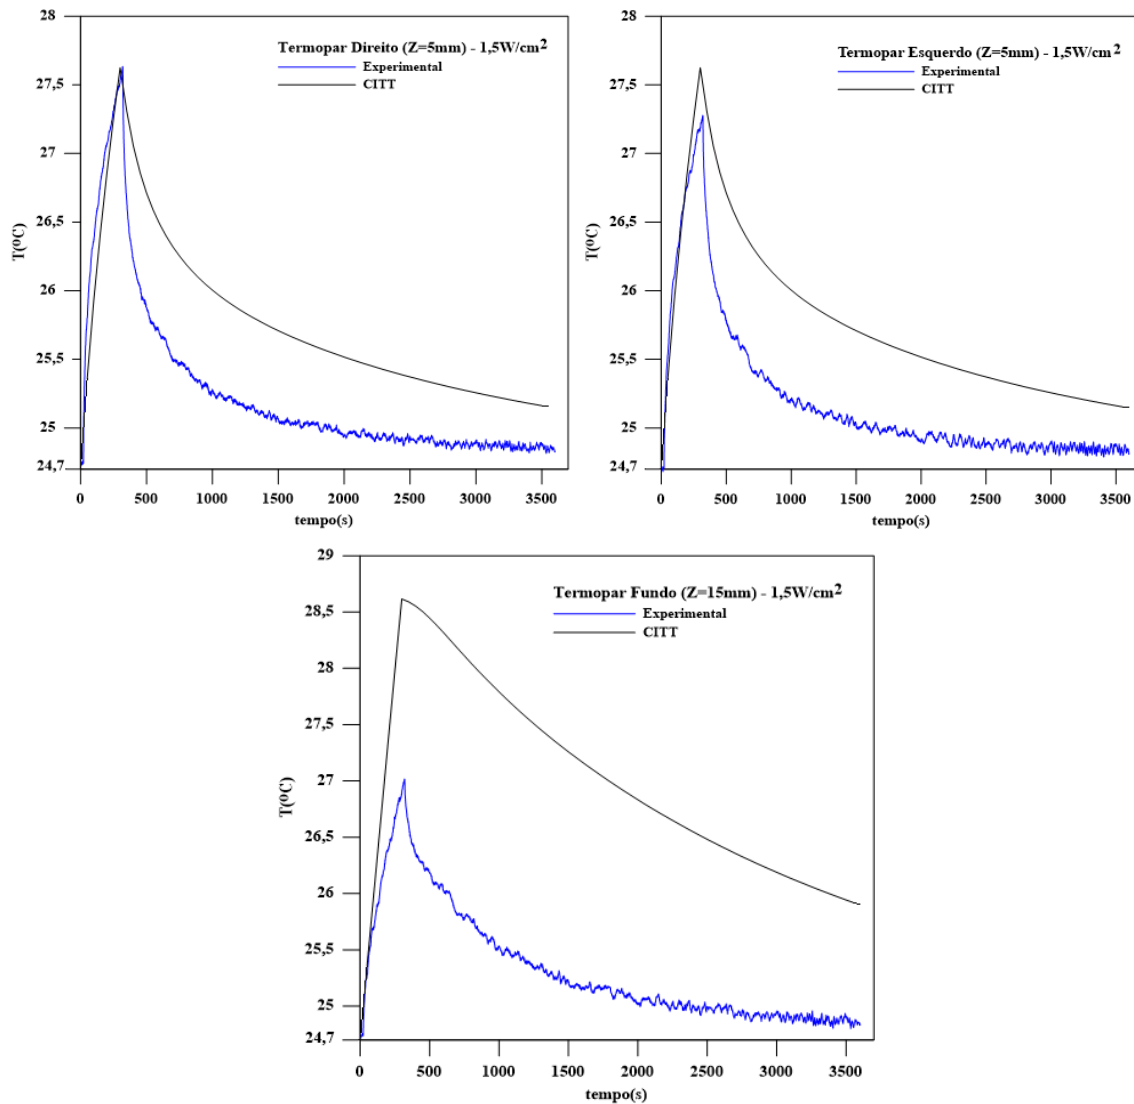 Termopar Direito (Z=5mm) - 1,5W/cm2
Experimental
CITT
T(ºC)
28
27,5
27
26,5
26
25,5
25
24,7
0 500 1000 1500 2000 2500 3000 3500
tempo(s)
Termopar Esquerdo (Z=5mm) - 1,5W/cm2
Experimental
CITT
T(ºC)
28
27,5
27
26,5
26
25,5
25
24,7
0 500 1000 1500 2000 2500 3000 3500
tempo(s)
Termopar Fundo (Z=15mm) - 1,5W/cm2
Experimental
CITT
T(ºC)
29
28,5
28
27,5
27
26,5
26
25,5
25
24,7
0 500 1000 1500 2000 2500 3000 3500
tempo(s)